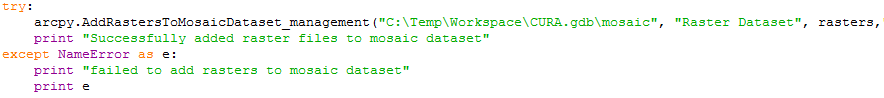 try:
    arcpy.AddRastersToMosaicDataset_management("C:\Temp\Workspace\CURA.gdb\mosaic", "Raster Dataset", rasters,
    print "Successfully added raster files to mosaic dataset"
except NameError as e:
    print "failed to add rasters to mosaic dataset"
    print e